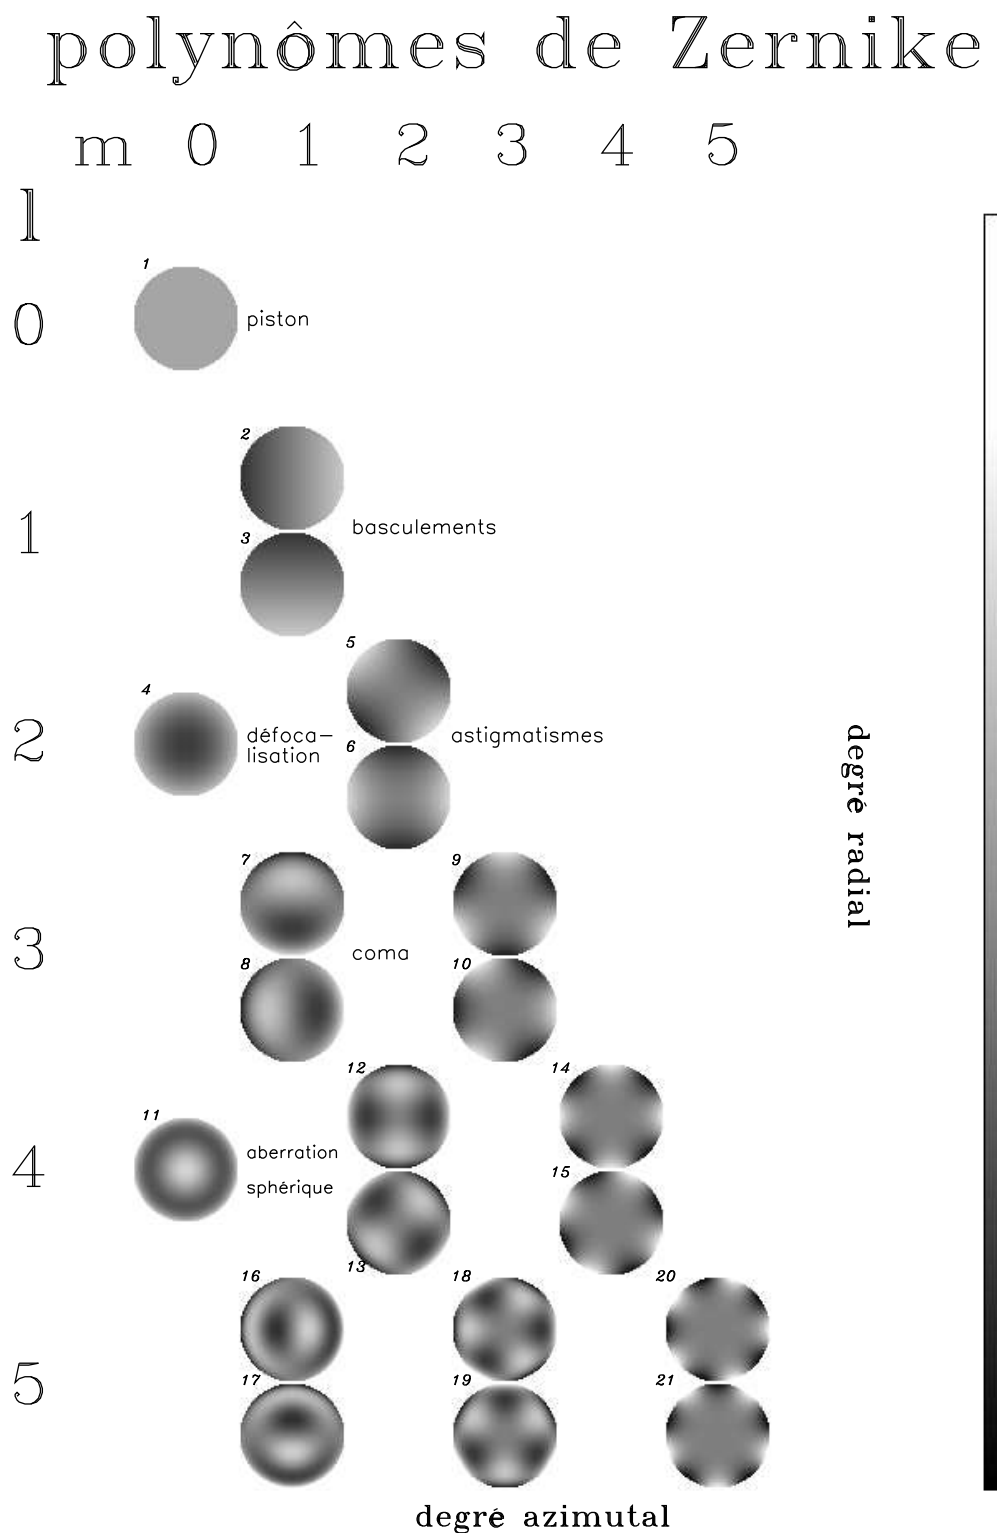 polynômes de Zernike
m 0 1 2 3 4 5
l
0
1
piston
1
2
3
basculements
2
4
défoca-
lisation
5
6
astigmatismes
degré radial
3
7
8
coma
9
10
4
11
aberration
sphérique
12
13
14
15
5
16
17
18
19
20
21
degré azimutal